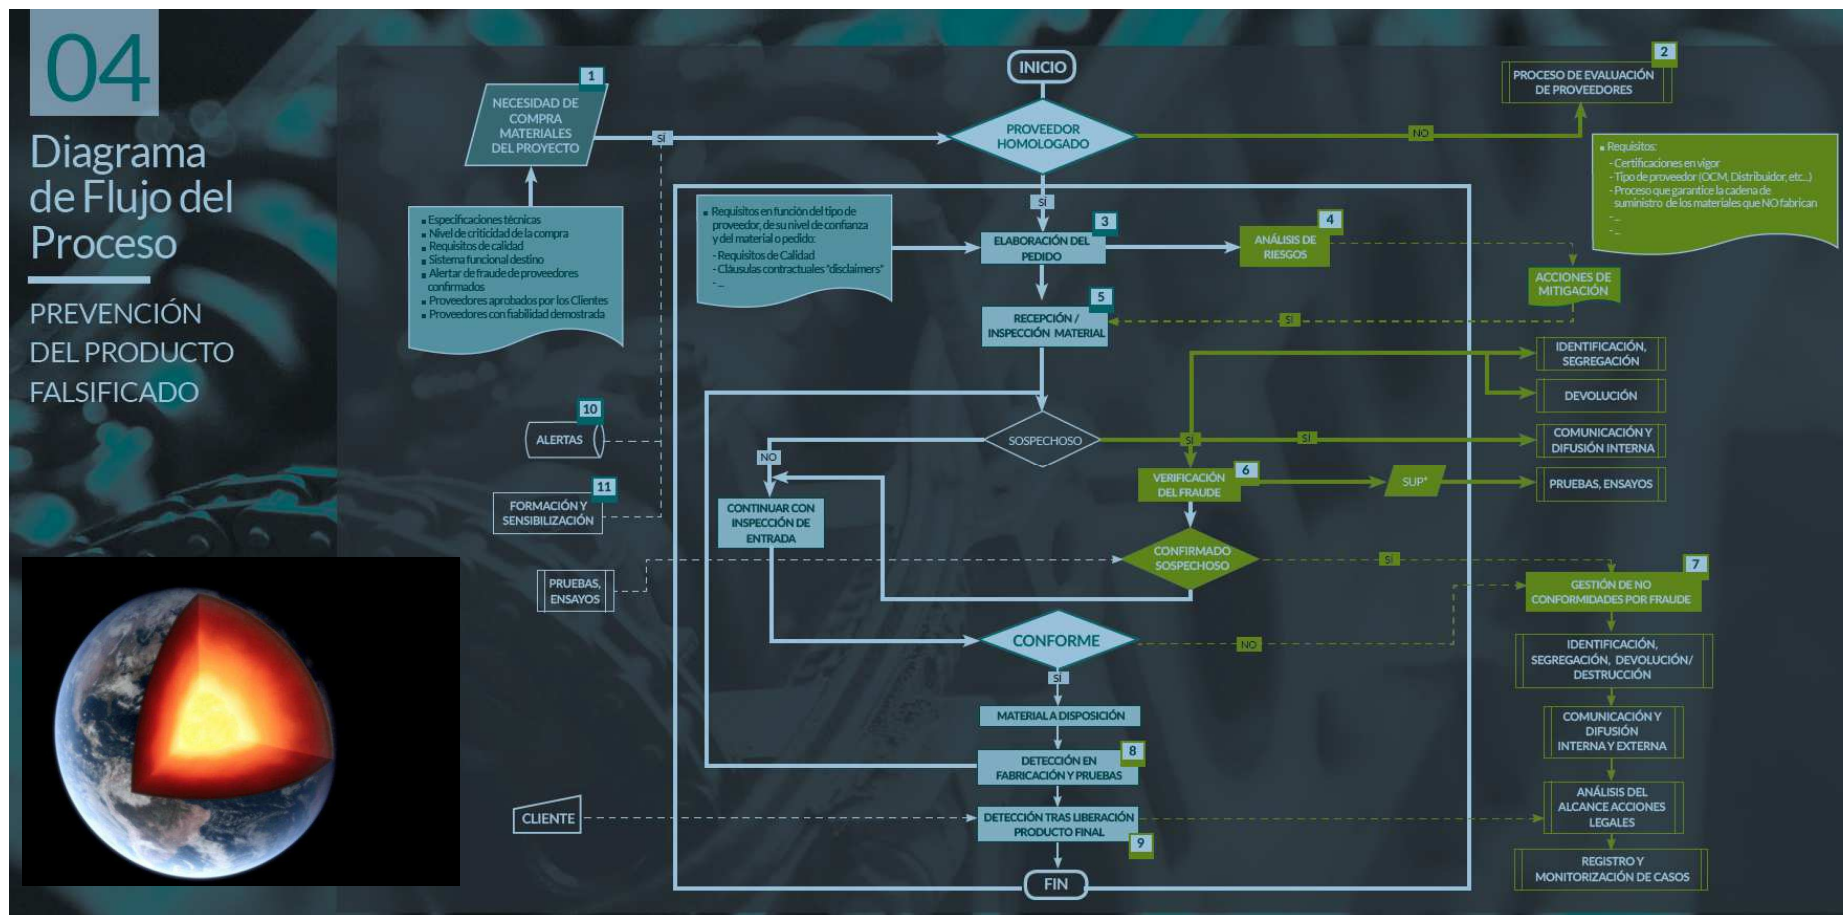 04
Diagrama
de Flujo del
Proceso
PREVENCIÓN
DEL PRODUCTO
FALSIFICADO
1
NECESIDAD DE
COMPRA
MATERIALES
DEL PROYECTO
SÍ
INICIO
PROVEEDOR
HOMOLOGADO
NO
2
PROCESO DE EVALUACIÓN
DE PROVEEDORES
Requisitos:
- Certificaciones en vigor
- Tipo de proveedor (OCM, Distribuidor, etc...)
- Proceso que garantice la cadena de
suministro de los materiales que NO fabrican
- ...
- ...
Especificaciones técnicas
Nivel de criticidad de la compra
Requisitos de calidad
Sistema funcional destino
Alertar de fraude de proveedores
confirmados
Proveedores aprobados por los Clientes
Proveedores con fiabilidad demostrada
Requisitos en función del tipo de
proveedor, de su nivel de confianza
y del material o pedido:
- Requisitos de Calidad
- Cláusulas contractuales "disclaimers"
- ...
SÍ
3
ELABORACIÓN DEL
PEDIDO
4
ANÁLISIS DE
RIESGOS
ACCIONES DE
MITIGACIÓN
SI
5
RECEPCIÓN /
INSPECCIÓN MATERIAL
IDENTIFICACIÓN,
SEGREGACIÓN
DEVOLUCIÓN
10
ALERTAS
SOSPECHOSO
NO
SÍ
SÍ
COMUNICACIÓN Y
DIFUSIÓN INTERNA
11
FORMACIÓN Y
SENSIBILIZACIÓN
CONTINUAR CON
INSPECCIÓN DE
ENTRADA
6
VERIFICACIÓN
DEL FRAUDE
SUP*
PRUEBAS, ENSAYOS
PRUEBAS,
ENSAYOS
CONFIRMADO
SOSPECHOSO
SÍ
7
GESTIÓN DE NO
CONFORMIDADES POR FRAUDE
CONFORME
NO
SÍ
IDENTIFICACIÓN,
SEGREGACIÓN, DEVOLUCIÓN/
DESTRUCCIÓN
MATERIAL A DISPOSICIÓN
COMUNICACIÓN Y
DIFUSIÓN
INTERNA Y EXTERNA
8
DETECCIÓN EN
FABRICACIÓN Y PRUEBAS
CLIENTE
DETECCIÓN TRAS LIBERACIÓN
PRODUCTO FINAL
9
ANÁLISIS DEL
ALCANCE ACCIONES
LEGALES
FIN
REGISTRO Y
MONITORIZACIÓN DE CASOS